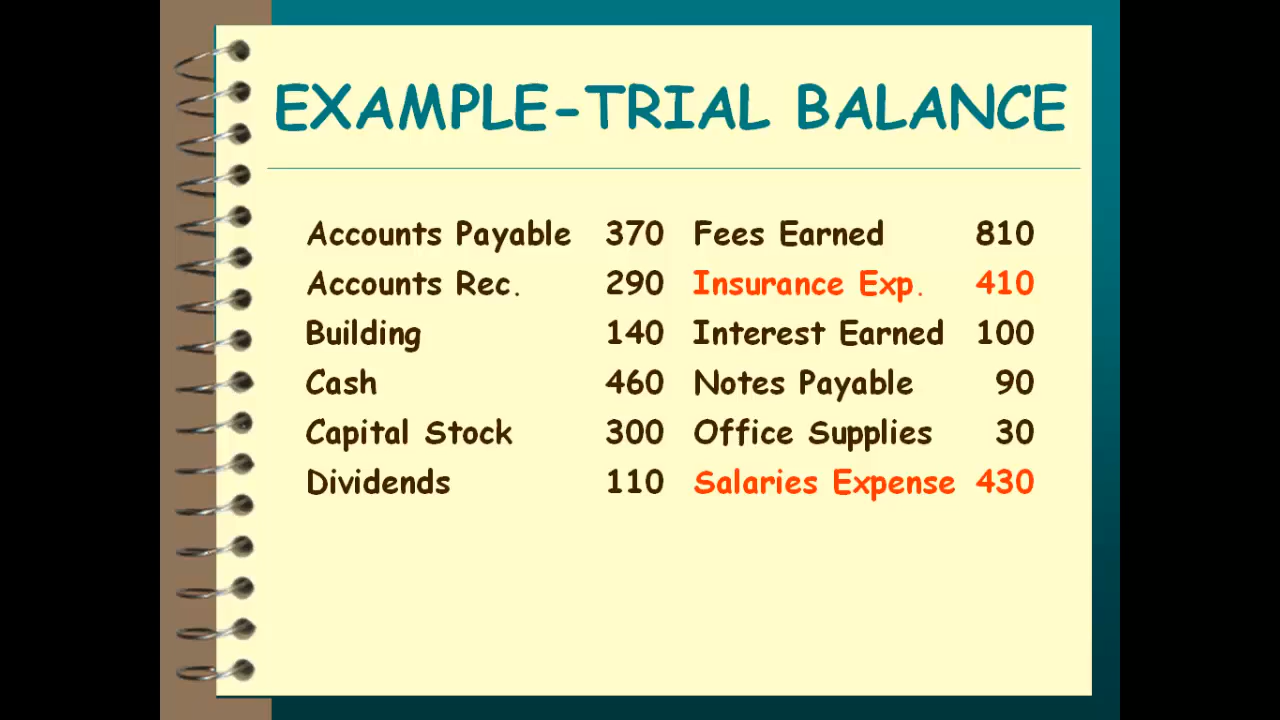 EXAMPLE-TRIAL BALANCE
Accounts Payable 370 Fees Earned 810
Accounts Rec. 290 Insurance Exp. 410
Building 140 Interest Earned 100
Cash 460 Notes Payable 90
Capital Stock 300 Office Supplies 30
Dividends 110 Salaries Expense 430